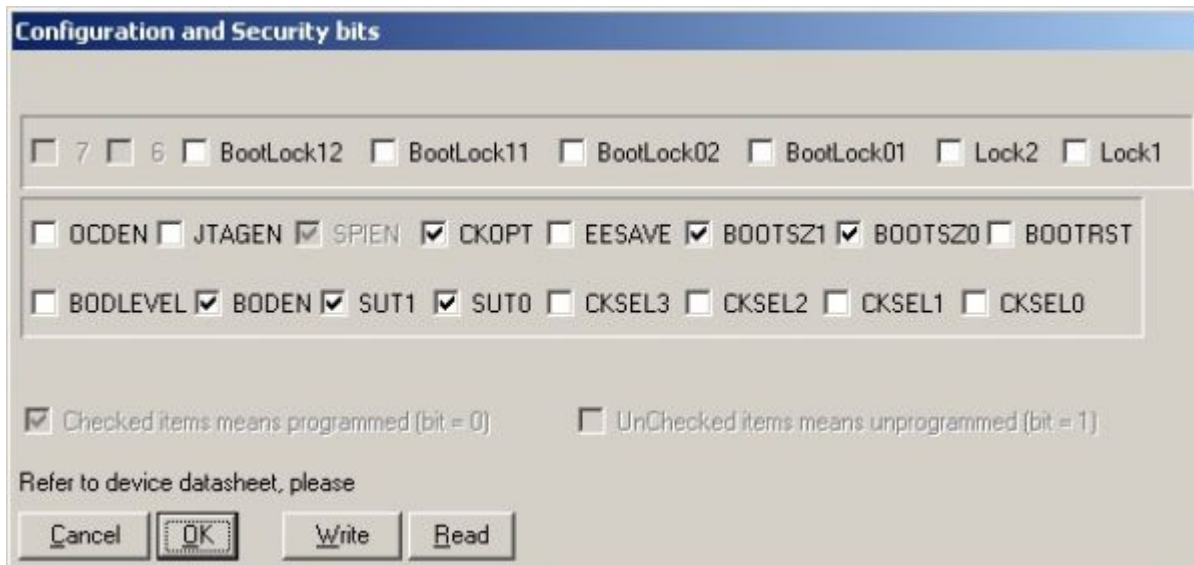 Configuration and Security bits
7 6 BootLock12 BootLock11 BootLock02 BootLock01 Lock2 Lock1
OCDEN JTAGEN SPIEN CKOPT EESAVE BOOTSZ1 BOOTSZ0 BOOTRST
BODLEVEL BODEN SUT1 SUT0 CKSEL3 CKSEL2 CKSEL1 CKSEL0
Checked items means programmed (bit = 0) UnChecked items means unprogrammed (bit = 1)
Refer to device datasheet, please
Cancel OK Write Read